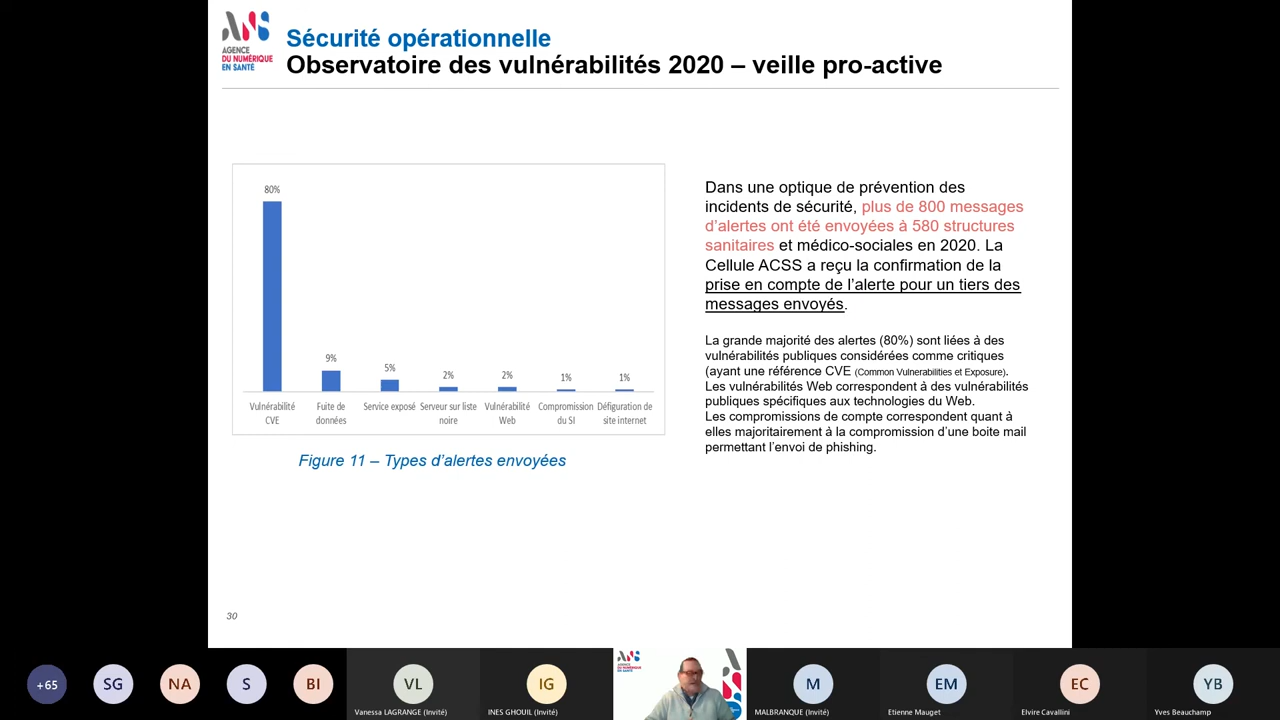 ANS
AGENCE
DU NUMÉRIQUE
EN SANTÉ
Sécurité opérationnelle
Observatoire des vulnérabilités 2020 – veille pro-active
80%
9%
5%
2%
2%
1%
1%
Vulnérabilité CVE
Fuite de données
Service exposé
Serveur sur liste noire
Vulnérabilité Web
Compromission du SI
Défiguration de site internet
Figure 11 – Types d’alertes envoyées
Dans une optique de prévention des
incidents de sécurité, plus de 800 messages
d’alertes ont été envoyées à 580 structures
sanitaires et médico-sociales en 2020. La
Cellule ACSS a reçu la confirmation de la
prise en compte de l’alerte pour un tiers des
messages envoyés.
La grande majorité des alertes (80%) sont liées à des
vulnérabilités publiques considérées comme critiques
(ayant une référence CVE (Common Vulnerabilities et Exposure).
Les vulnérabilités Web correspondent à des vulnérabilités
publiques spécifiques aux technologies du Web.
Les compromissions de compte correspondent quant à
elles majoritairement à la compromission d’une boite mail
permettant l’envoi de phishing.
30
+65
SG
NA
S
BI
VL
Vanessa LAGRANGE (Invité)
IG
INES GHOUIL (Invité)
ANS
AGENCE
DU NUMÉRIQUE
EN SANTÉ
M
MALBRANQUE (Invité)
EM
Etienne Mauget
EC
Elvire Cavallini
YB
Yves Beauchamp